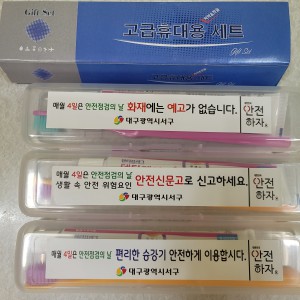 Gift Set
고급휴대용 세트
매월 4일은 안전점검의 날 화재에는 예고가 없습니다.
대구광역시서구
안전
하자
매월 4일은 안전점검의 날
생활 속 안전 위험요인 안전신문고로 신고하세요.
대구광역시서구
안전
하자
매월 4일은 안전점검의 날 편리한 승강기 안전하게 이용합시다.
대구광역시서구
안전
하자